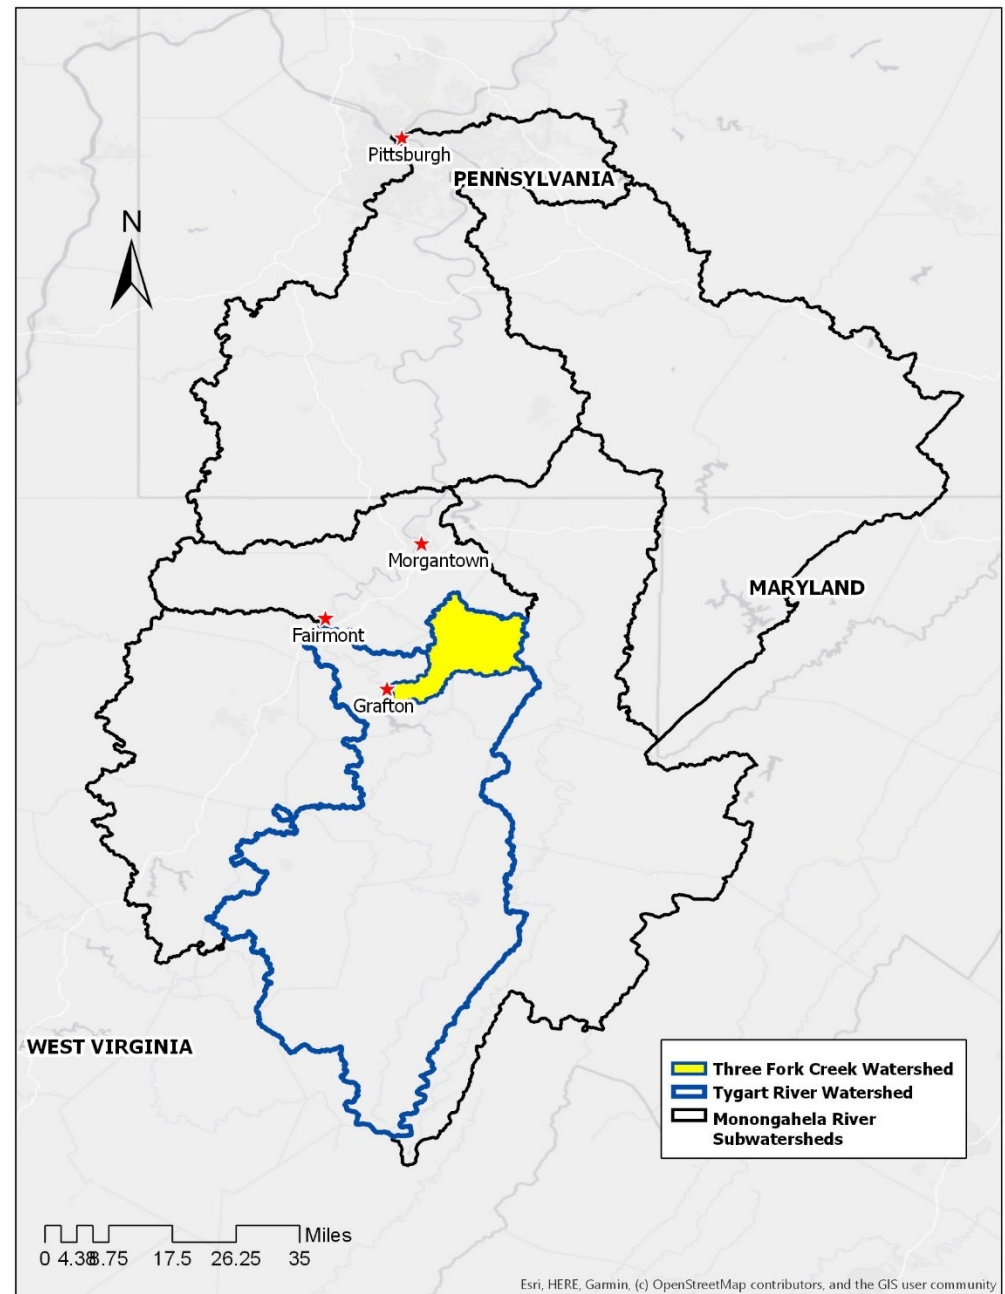 Pittsburgh
PENNSYLVANIA
N
Morgantown
MARYLAND
Fairmont
Grafton
WEST VIRGINIA
Three Fork Creek Watershed
Tygart River Watershed
Monongahela River
Subwatersheds
Miles
0 4.38 8.75 17.5 26.25 35
Esri, HERE, Garmin, (c) OpenStreetMap contributors, and the GIS user community